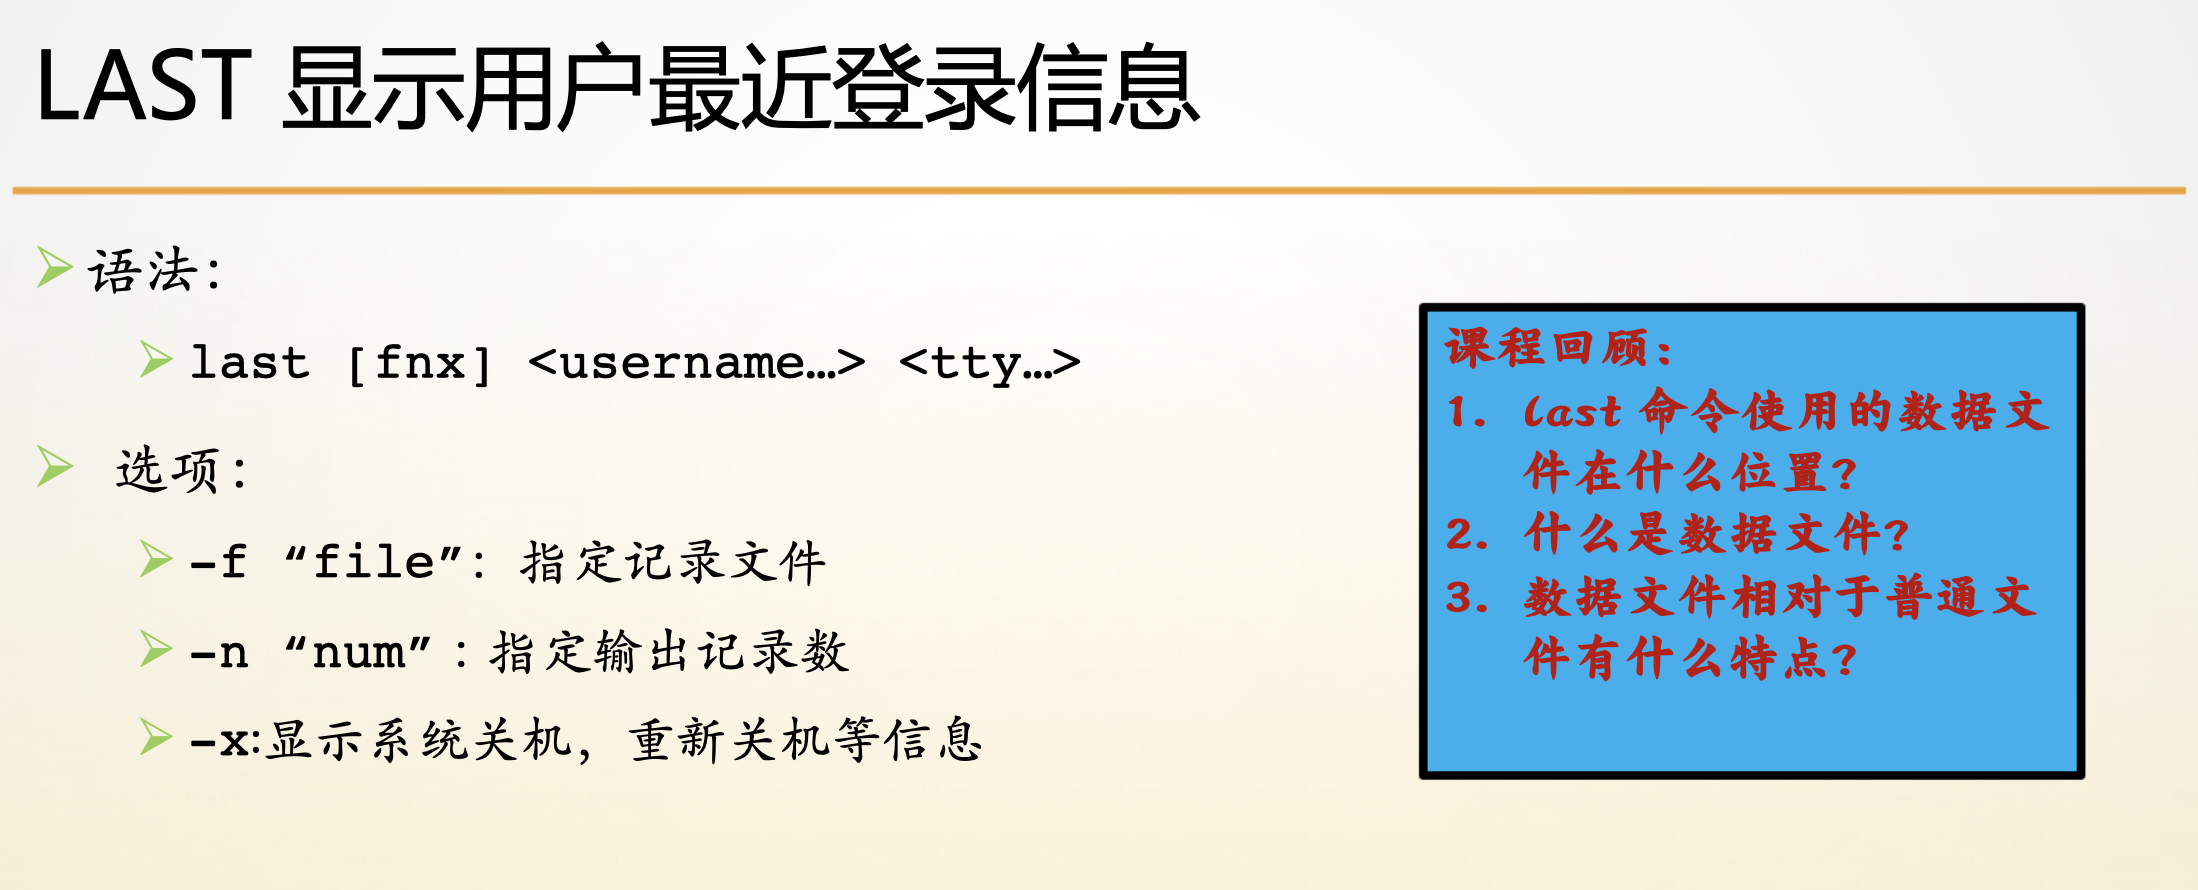 LAST 显示用户最近登录信息
语法：
last [fnx] <username…> <tty…>
选项：
-f “file”：指定记录文件
-n “num”：指定输出记录数
-x:显示系统关机，重新关机等信息
课程回顾：
1. last 命令使用的数据文
件在什么位置？
2. 什么是数据文件？
3. 数据文件相对于普通文
件有什么特点？